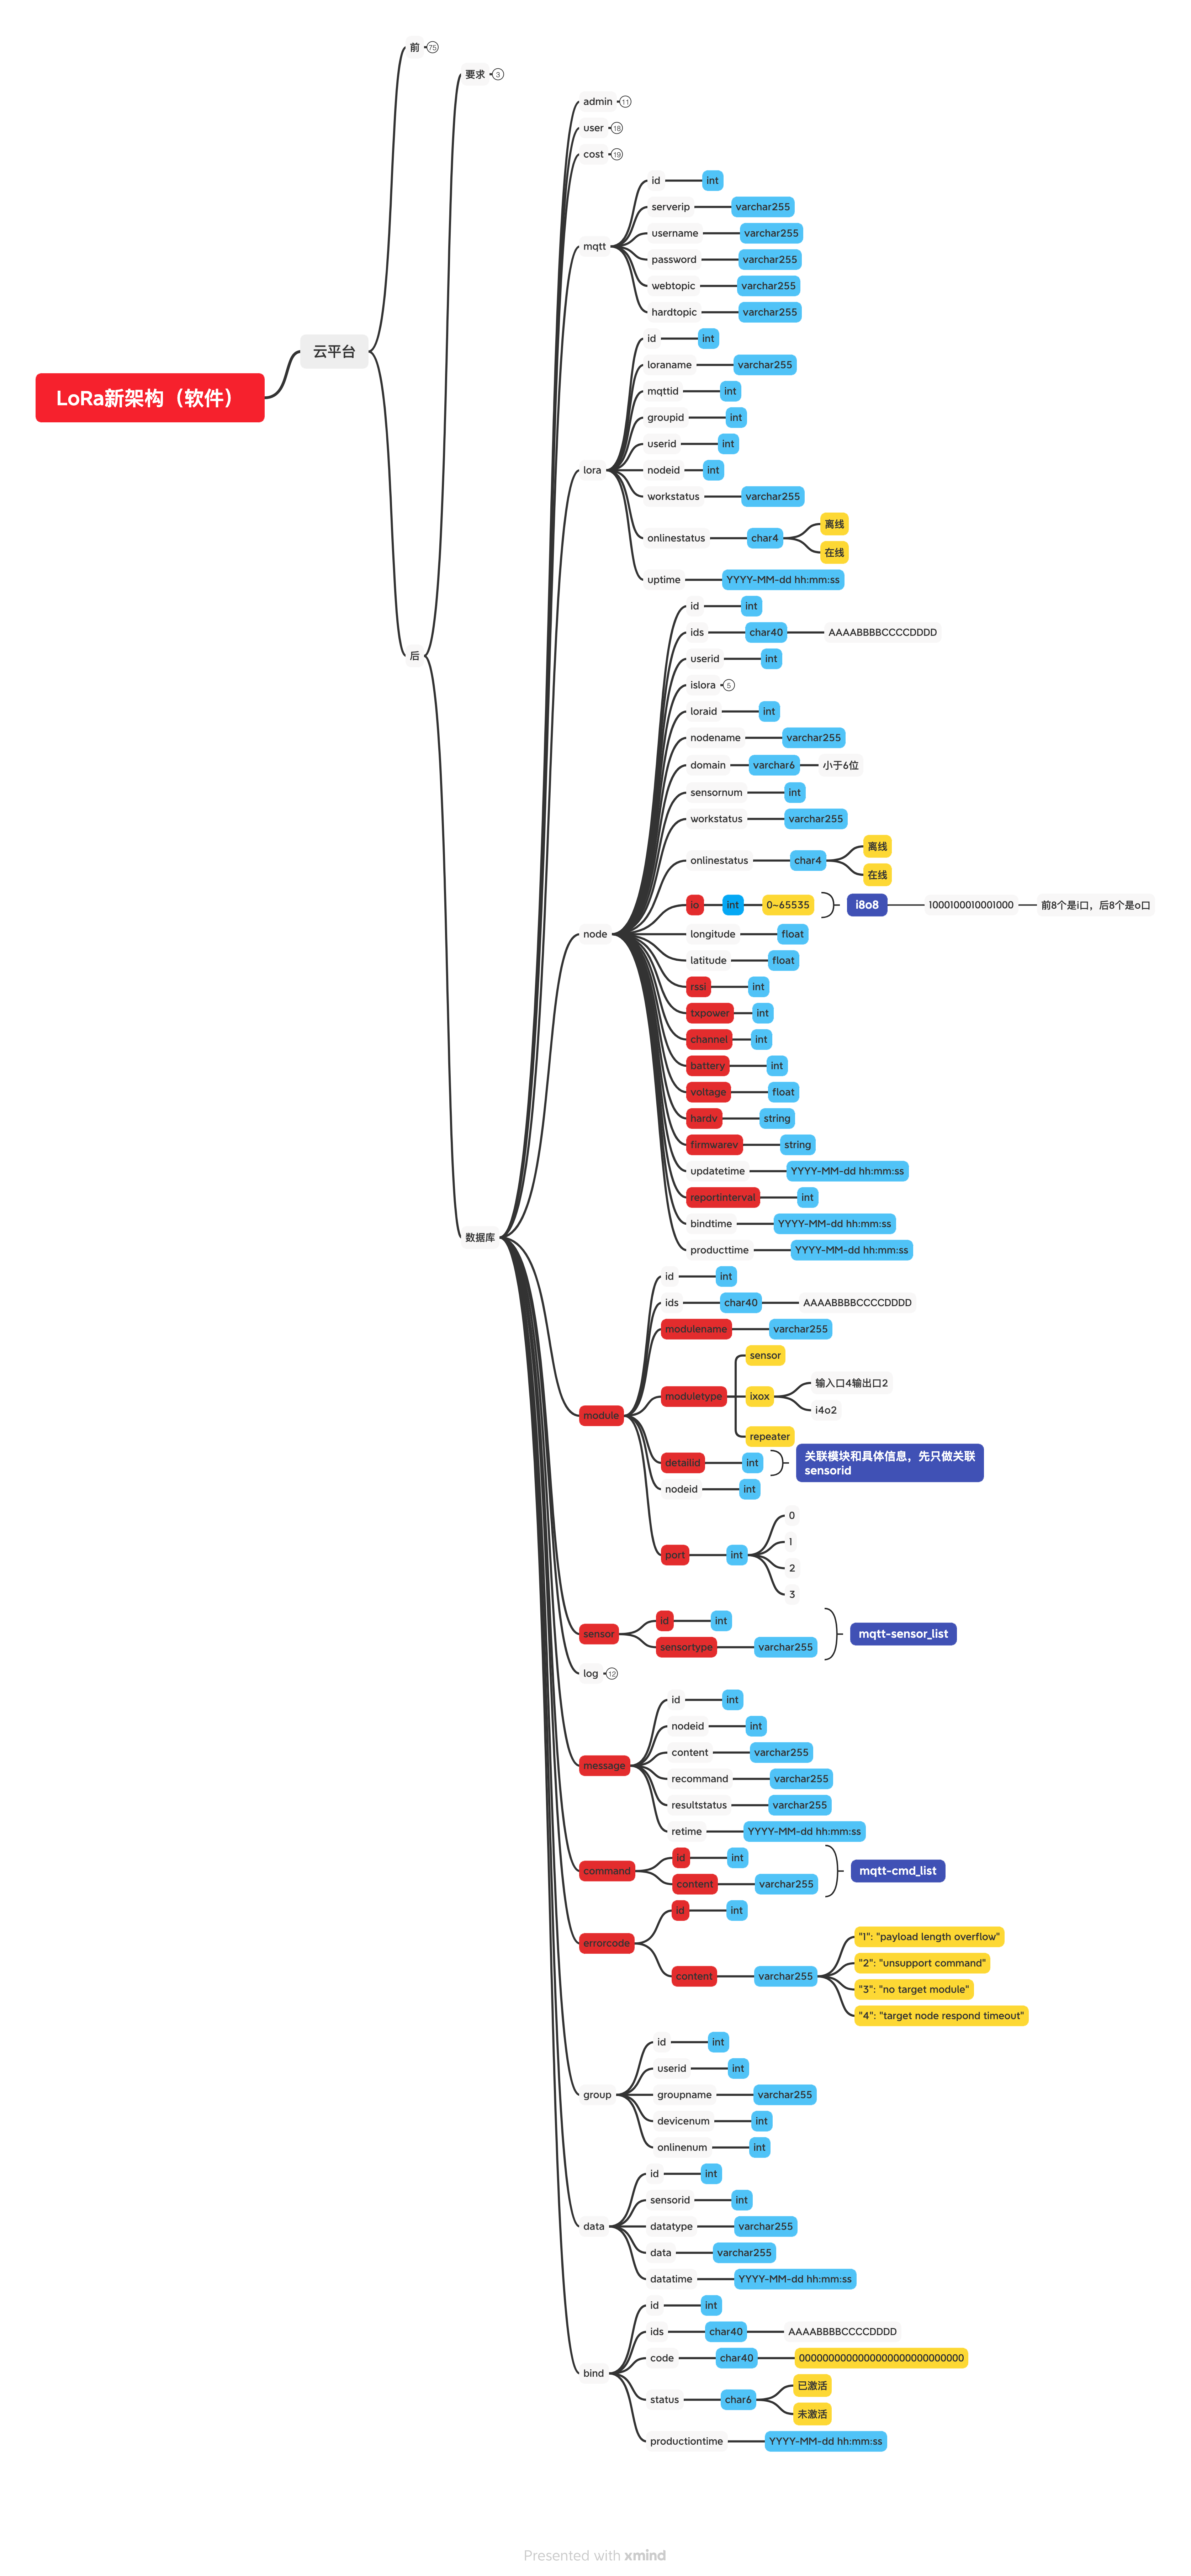 前 75
要求 3
admin 11
user 18
cost 19
id int
serverip varchar255
username varchar255
mqtt
password varchar255
webtopic varchar255
hardtopic varchar255
id int
云平台
loraname varchar255
LoRa新架构（软件）
mqttid int
groupid int
userid int
lora
nodeid int
workstatus varchar255
离线
onlinestatus char4
在线
uptime YYYY-MM-dd hh:mm:ss
id int
ids char40 AAAABBBBCCCCDDDD
后
userid int
islora 5
loraid int
nodename varchar255
domain varchar6 小于6位
sensornum int
workstatus varchar255
离线
onlinestatus char4
在线
io int 0~65535 i8o8 1000100010001000 前8个是i口，后8个是o口
node
longitude float
latitude float
rssi int
txpower int
channel int
battery int
voltage float
hardv string
firmwarev string
updatetime YYYY-MM-dd hh:mm:ss
reportinterval int
bindtime YYYY-MM-dd hh:mm:ss
数据库
producttime YYYY-MM-dd hh:mm:ss
id int
ids char40 AAAABBBBCCCCDDDD
modulename varchar255
sensor
输入口4输出口2
moduletype
ixox
i4o2
module
repeater
关联模块和具体信息，先只做关联
detailid int
sensorid
nodeid int
0
1
port int
2
3
id int
sensor
mqtt-sensor_list
sensortype varchar255
log 12
id int
nodeid int
content varchar255
message
recommand varchar255
resultstatus varchar255
retime YYYY-MM-dd hh:mm:ss
id int
command
mqtt-cmd_list
content varchar255
id int
"1": "payload length overflow"
errorcode
"2": "unsupport command"
content varchar255
"3": "no target module"
"4": "target node respond timeout"
id int
userid int
group
groupname varchar255
devicenum int
onlinenum int
id int
sensorid int
data
datatype varchar255
data varchar255
datatime YYYY-MM-dd hh:mm:ss
id int
ids char40 AAAABBBBCCCCDDDD
code char40
bind
已激活
status char6
未激活
productiontime YYYY-MM-dd hh:mm:ss
Presented with xmind